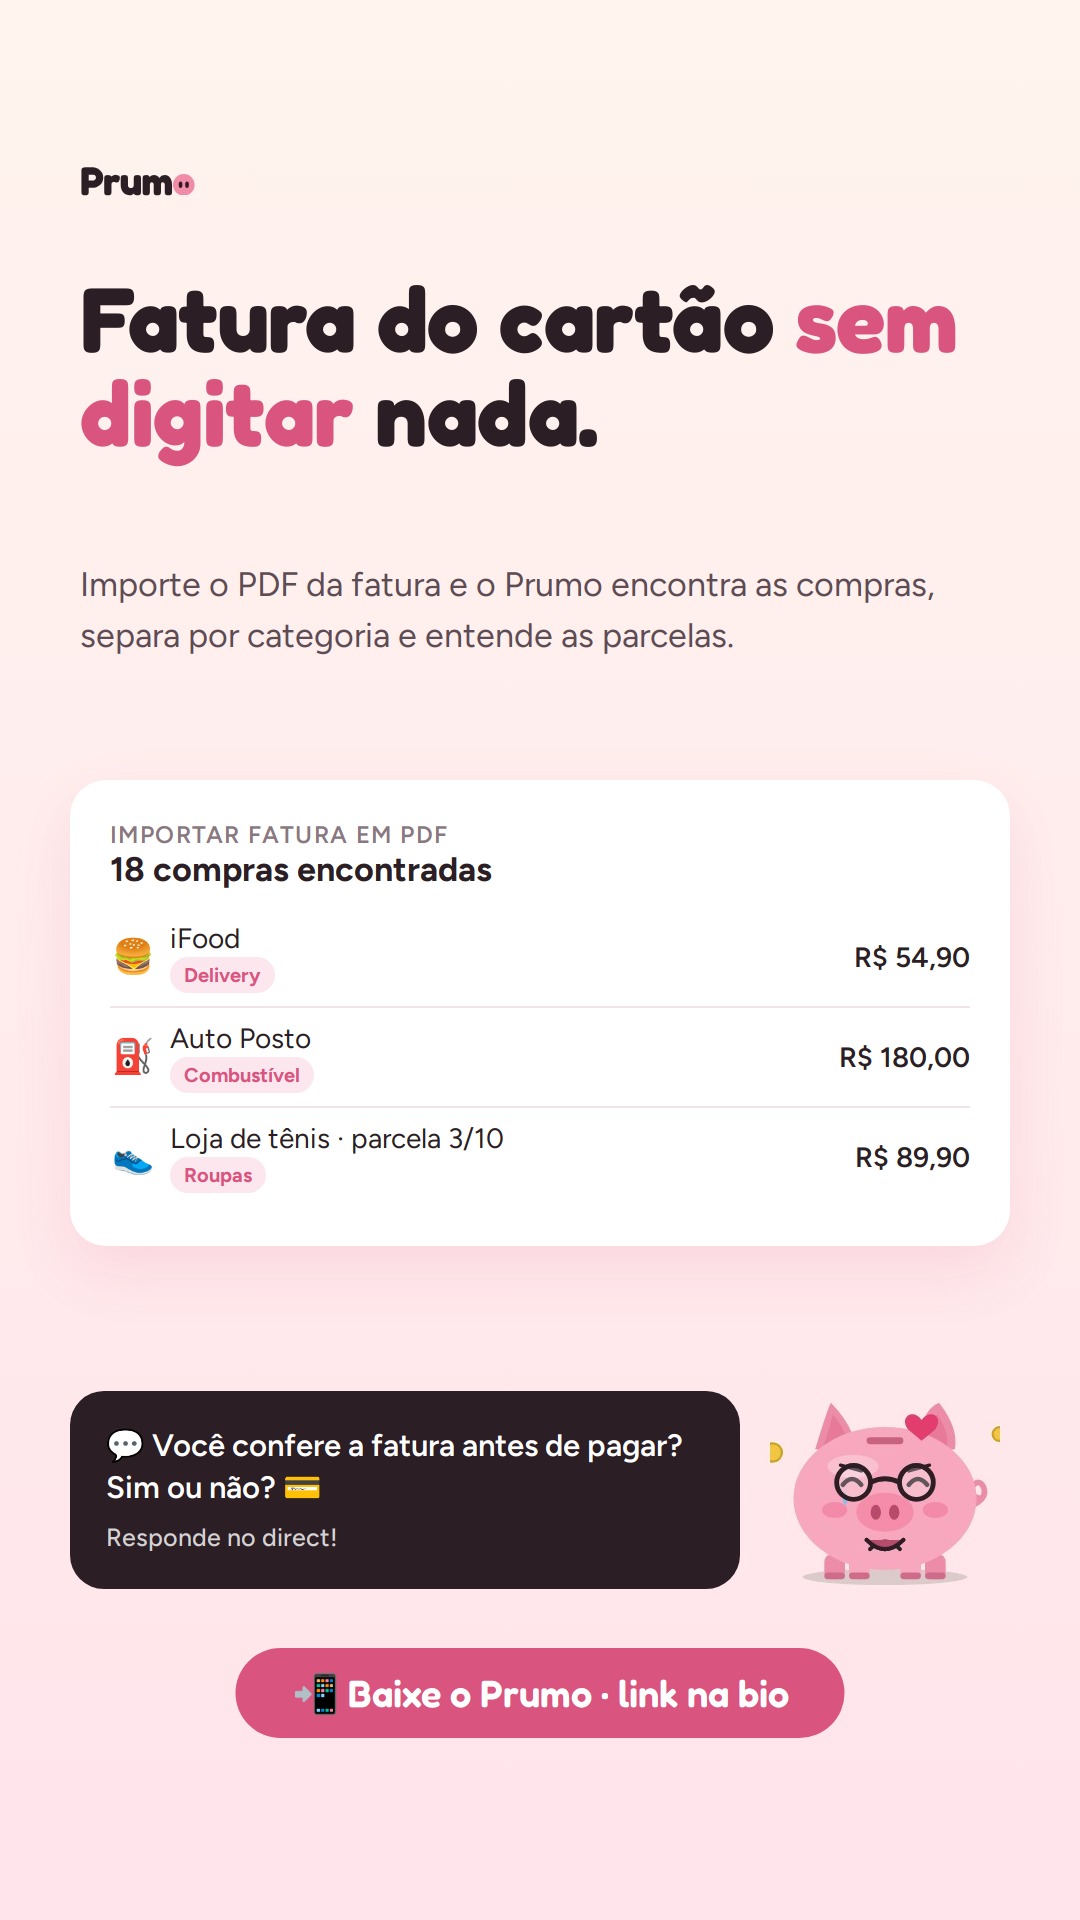 Prumo
Fatura do cartão sem
digitar nada.
Importe o PDF da fatura e o Prumo encontra as compras,
separa por categoria e entende as parcelas.
IMPORTAR FATURA EM PDF
18 compras encontradas
iFood
Delivery
R$ 54,90
Auto Posto
Combustível
R$ 180,00
Loja de tênis · parcela 3/10
Roupas
R$ 89,90
💬 Você confere a fatura antes de pagar?
Sim ou não? 💳
Responde no direct!
📲 Baixe o Prumo · link na bio